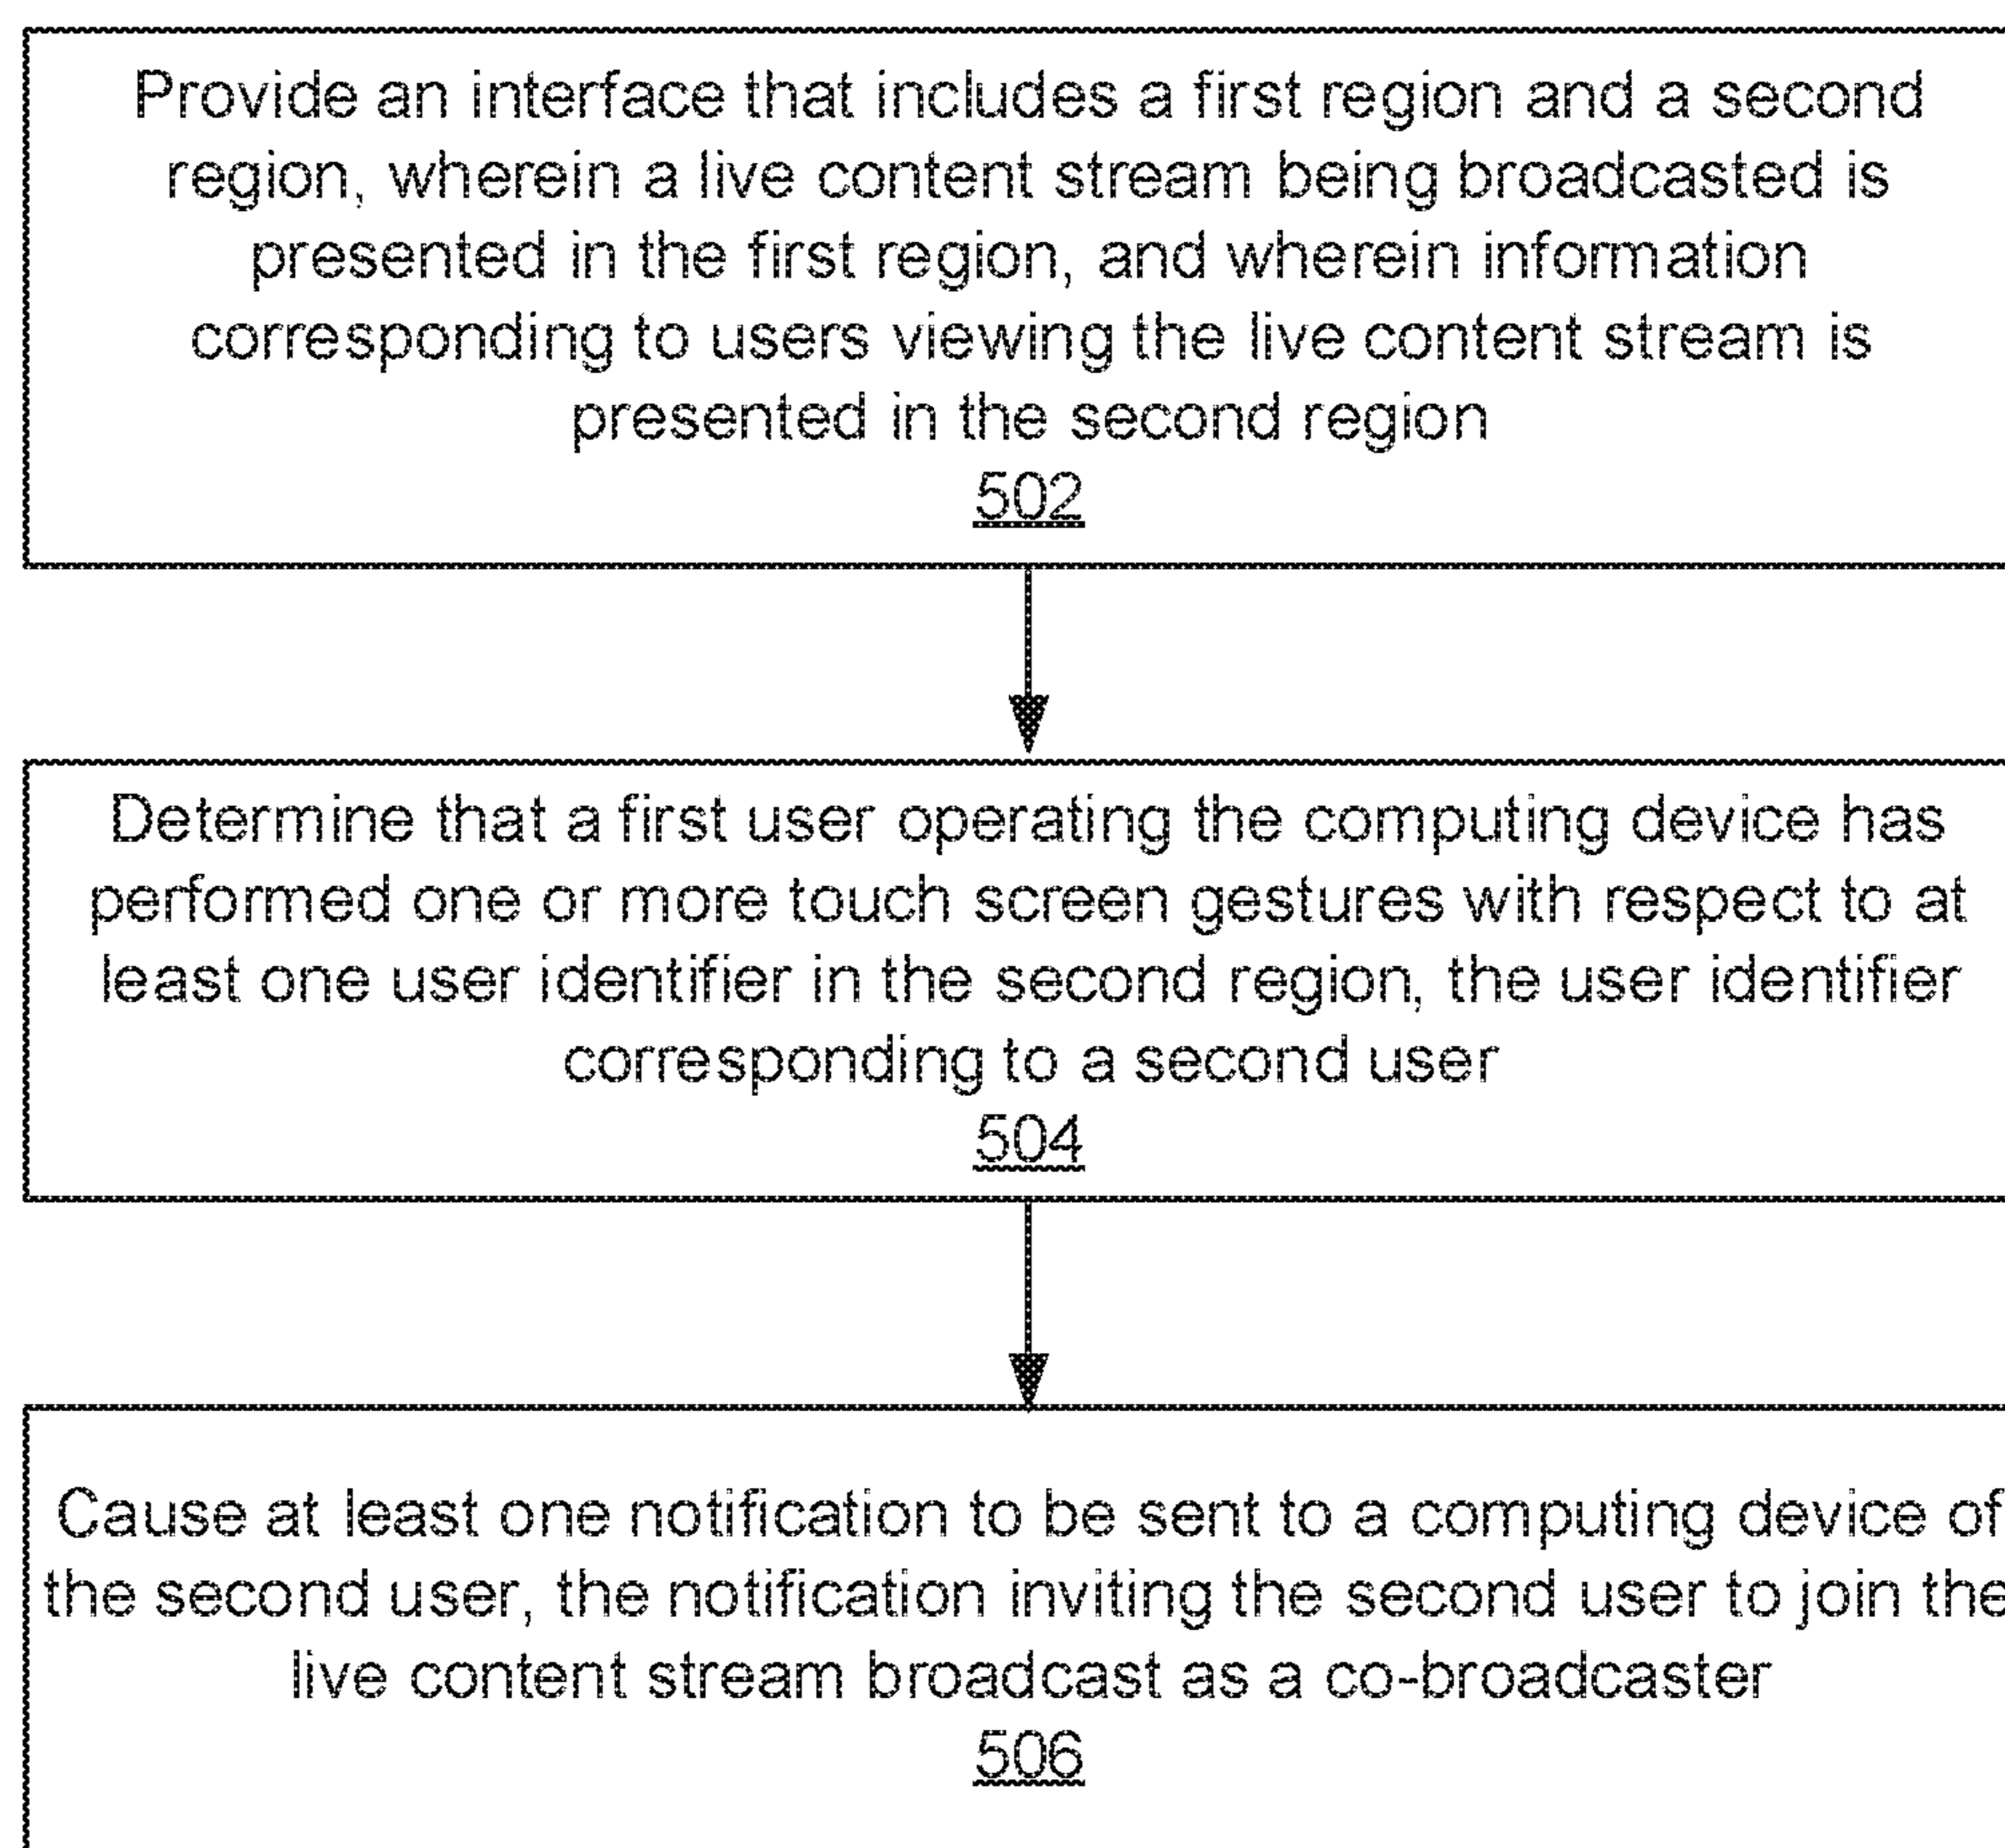 Provide an interface that includes a first region and a second
region, wherein a live content stream being broadcasted is
presented in the first region, and wherein information
corresponding to users viewing the live content stream is
presented in the second region
502
Determine that a first user operating the computing device has
performed one or more touch screen gestures with respect to at
least one user identifier in the second region, the user identifier
corresponding to a second user
504
Cause at least one notification to be sent to a computing device of
the second user, the notification inviting the second user to join the
live content stream broadcast as a co-broadcaster
506